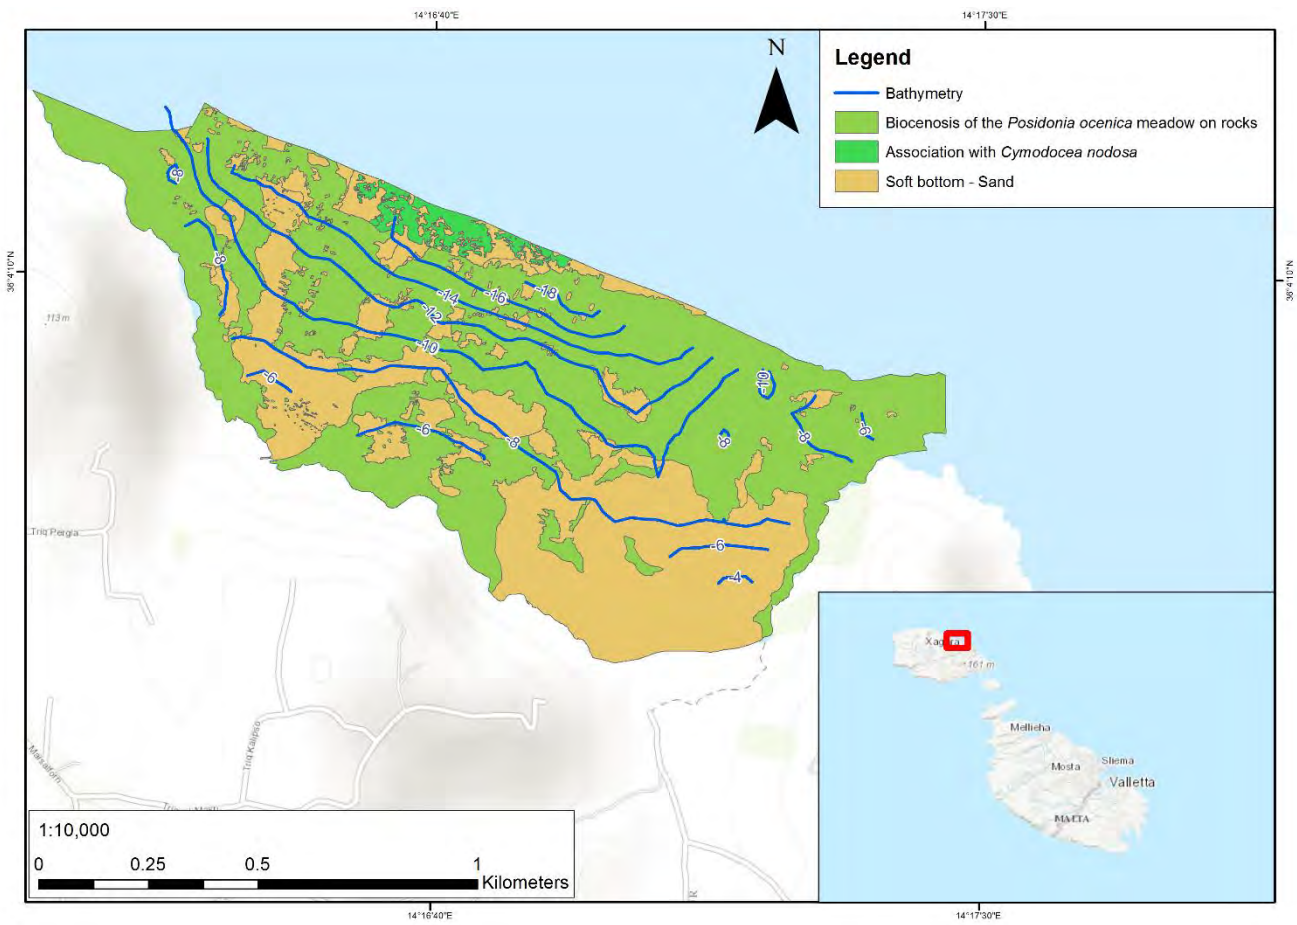 14°16'40"E
14°17'30"E
N
Legend
Bathymetry
Biocenosis of the Posidonia ocenica meadow on rocks
Association with Cymodocea nodosa
Soft bottom - Sand
36°4'10"N
36°4'10"N
-8
-8
-18
-16
-14
-12
-10
113 m
-6
-10
-6
-8
-8
-8
-6
-6
-4
Triq Pergla
Triq Kalipso
Marsalforn
Xag
161 m
Mellieha
Mosta
Sliema
Valletta
MALTA
R
1:10,000
0
0.25
0.5
1
Kilometers
14°16'40"E
14°17'30"E